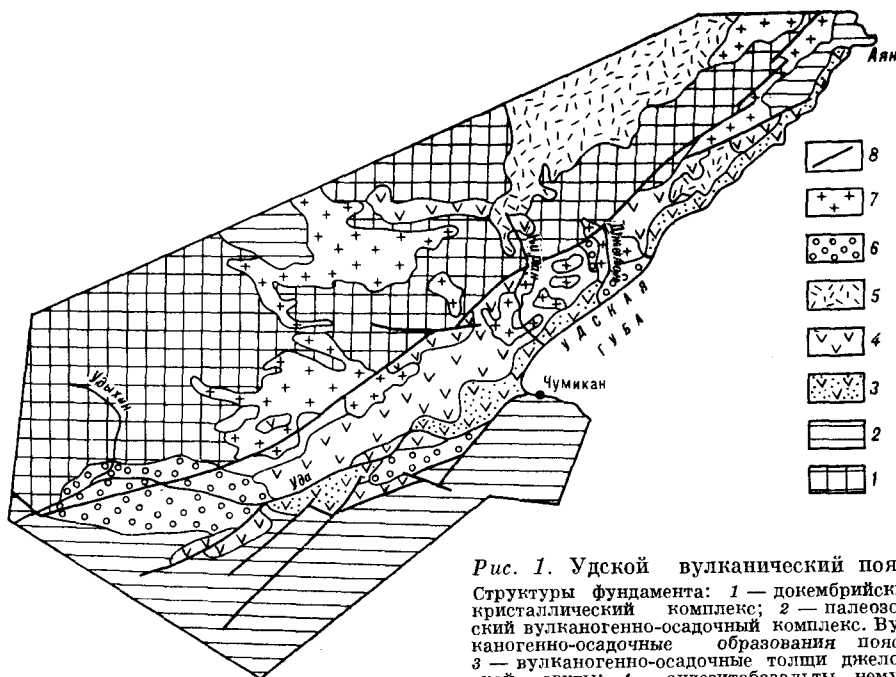 Аян
8
7
6
5
4
3
2
1
УДСКАЯ
ГУБА
Чумикан
Удыхын
Уда
Рис. 1. Удской вулканический пояс
Структуры фундамента: 1 — докембрийск
кристаллический комплекс; 2 — палеозо
ский вулканогенно-осадочный комплекс. Ву
каногенно-осадочные образования пояс
3 — вулканогенно-осадочные толщи джело